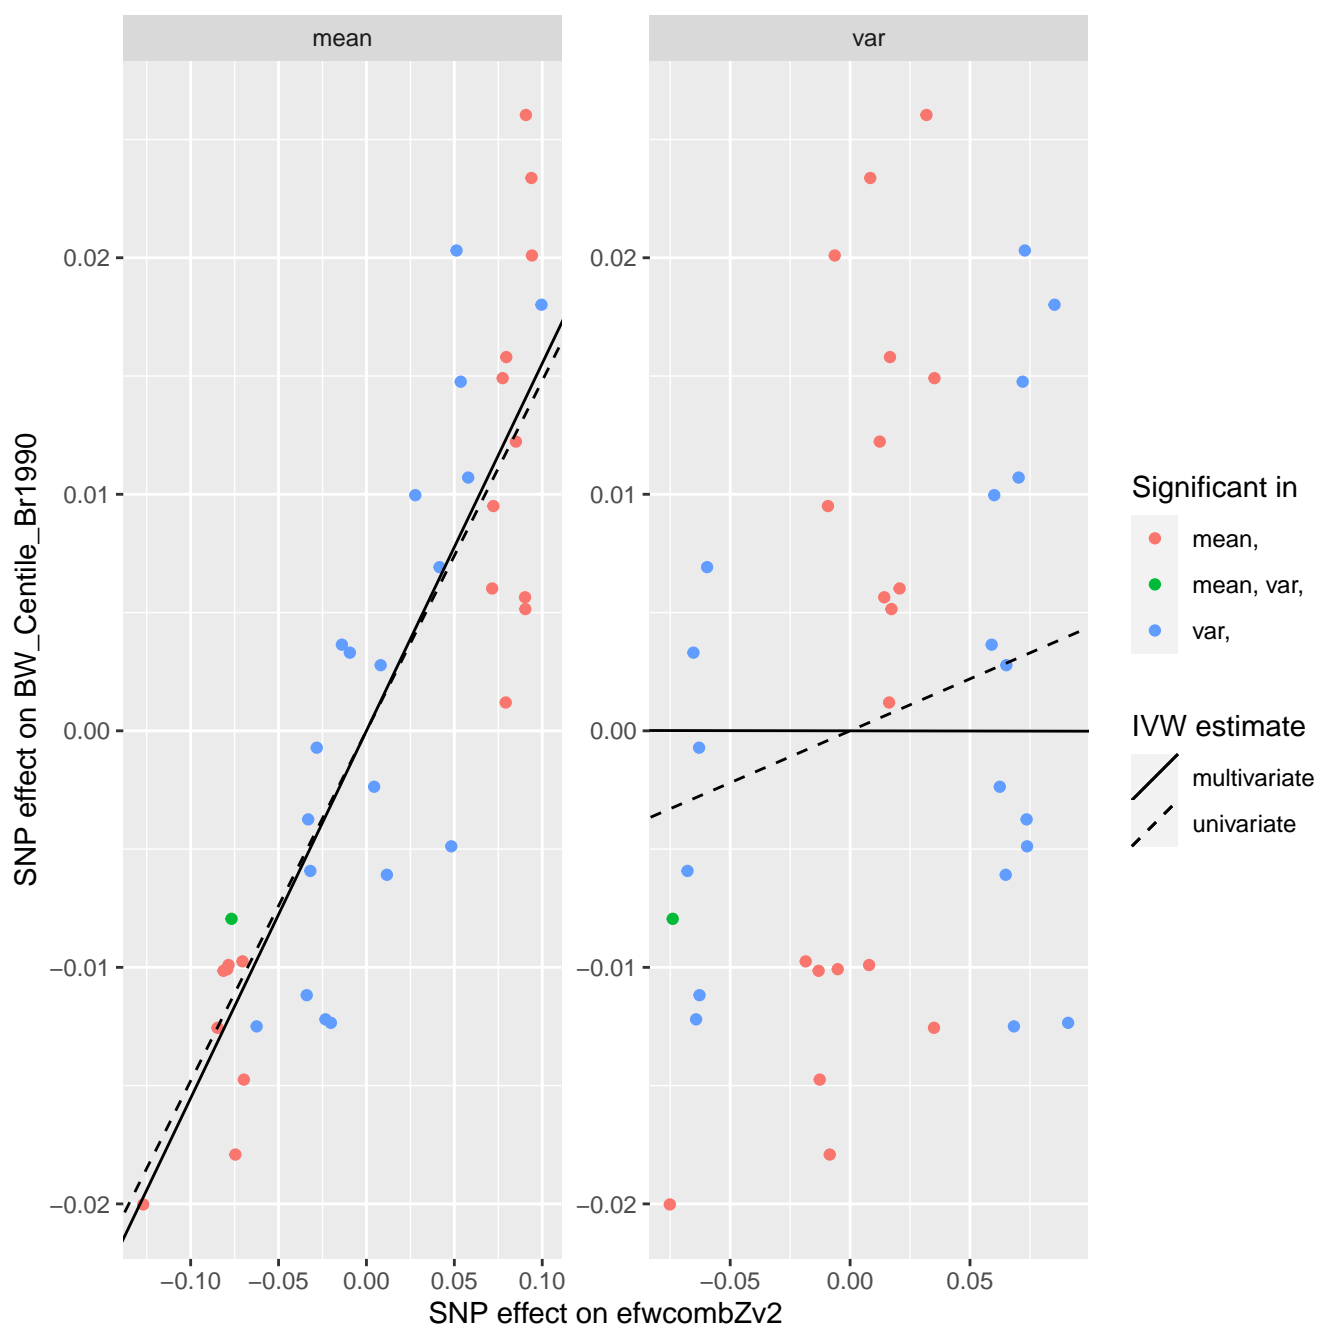 mean
var
SNP effect on BW_Centile_Br1990
0.02
0.01
0.00
−0.01
−0.02
0.02
0.01
0.00
−0.01
−0.02
−0.10 −0.05 0.00 0.05 0.10
−0.05 0.00 0.05
SNP effect on efwcombZv2
Significant in
mean,
mean, var,
var,
IVW estimate
multivariate
univariate